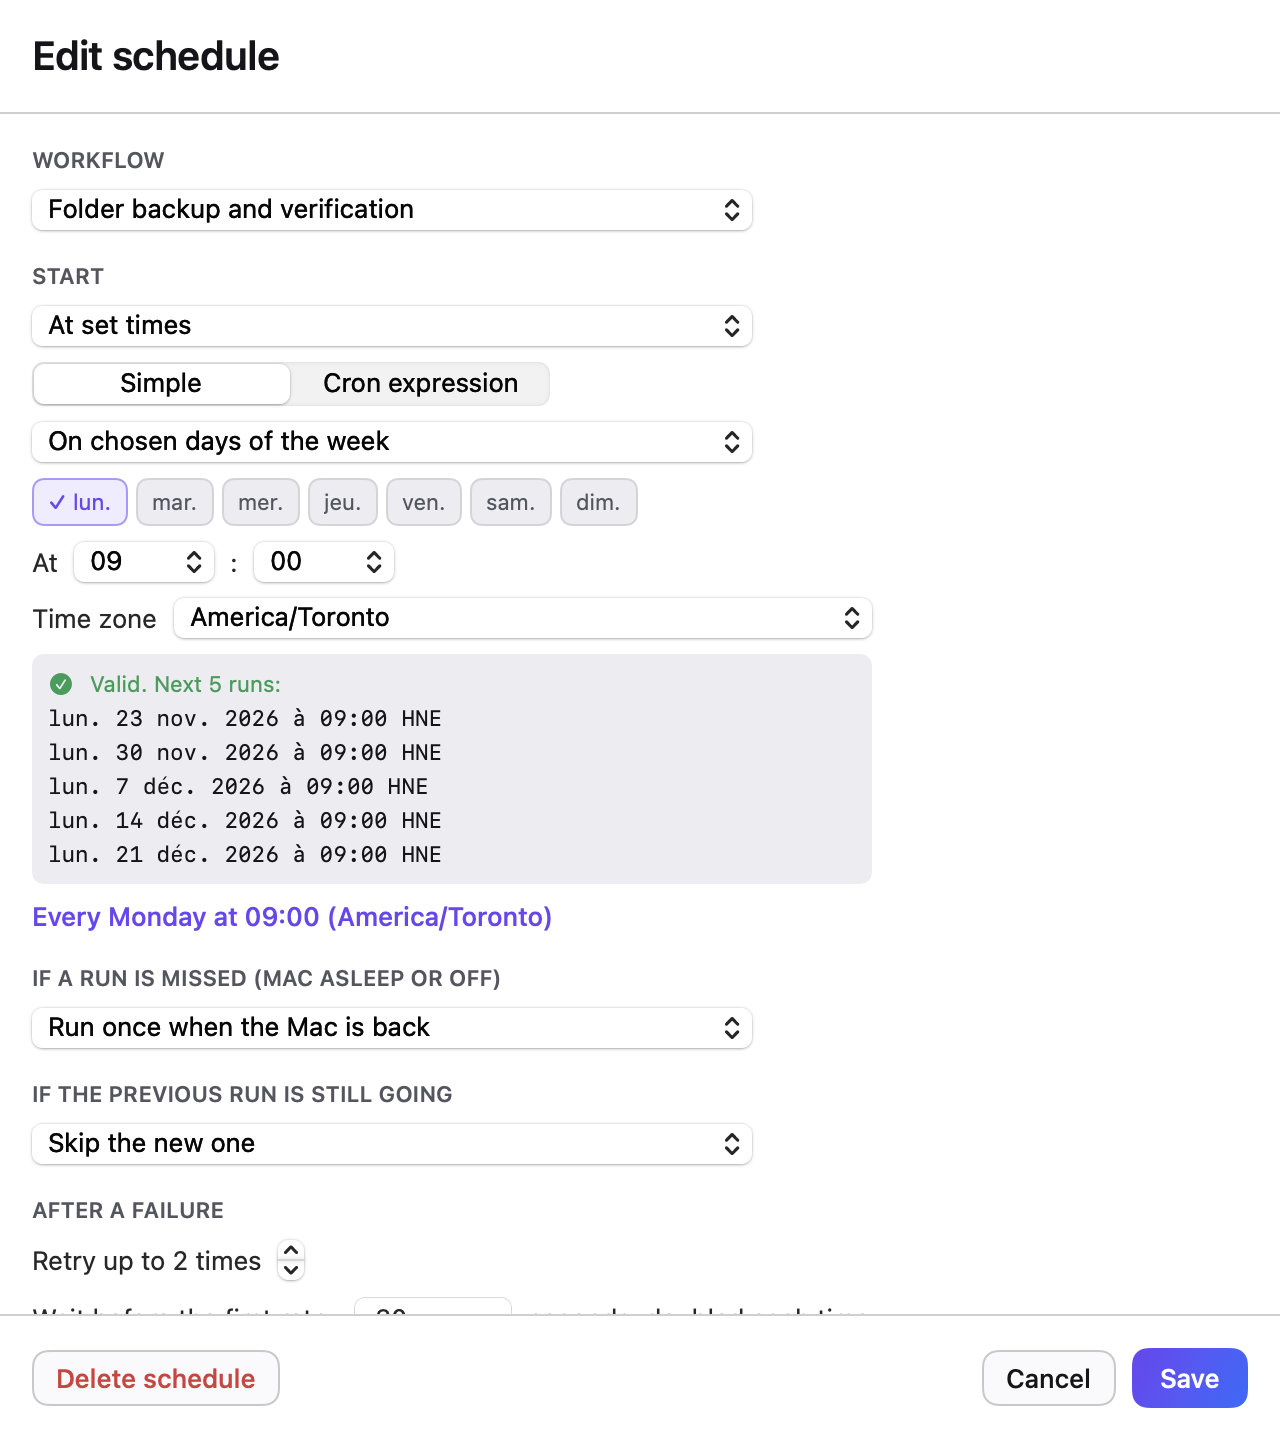 Edit schedule
WORKFLOW
Folder backup and verification
START
At set times
Simple Cron expression
On chosen days of the week
✓ lun. mar. mer. jeu. ven. sam. dim.
At 09 : 00
Time zone America/Toronto
Valid. Next 5 runs:
lun. 23 nov. 2026 à 09:00 HNE
lun. 30 nov. 2026 à 09:00 HNE
lun. 7 déc. 2026 à 09:00 HNE
lun. 14 déc. 2026 à 09:00 HNE
lun. 21 déc. 2026 à 09:00 HNE
Every Monday at 09:00 (America/Toronto)
IF A RUN IS MISSED (MAC ASLEEP OR OFF)
Run once when the Mac is back
IF THE PREVIOUS RUN IS STILL GOING
Skip the new one
AFTER A FAILURE
Retry up to 2 times
Delete schedule Cancel Save